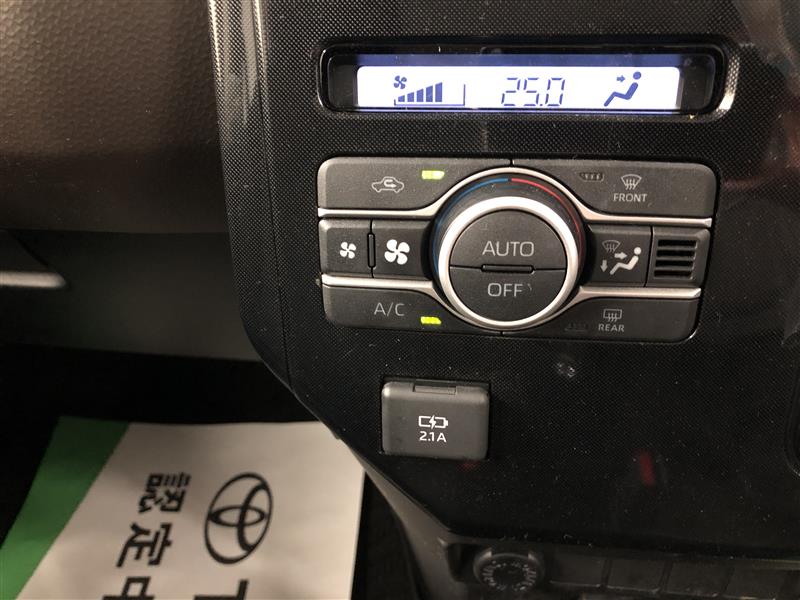 25.0
FRONT
AUTO
OFF
A/C
REAR
2.1A
認定中
T